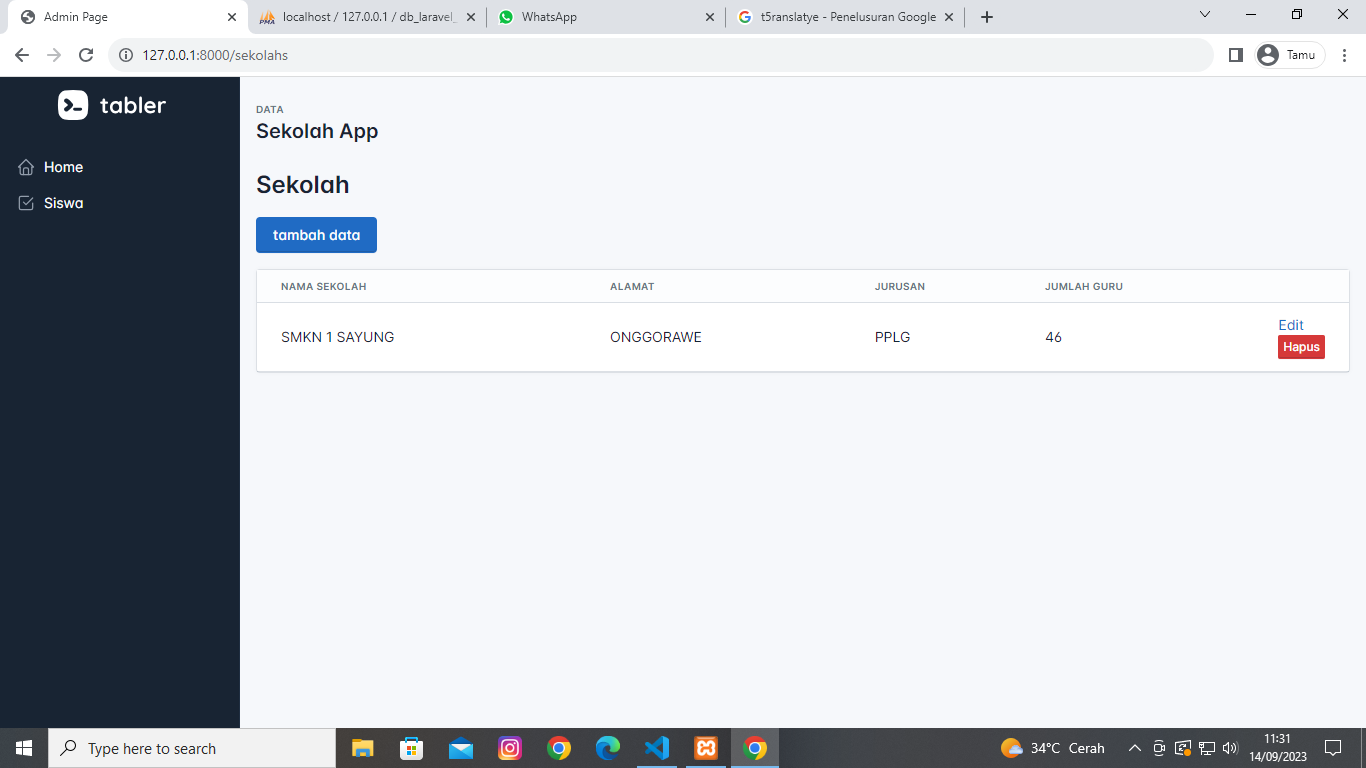 Admin Page
localhost / 127.0.0.1 / db_laravel_
WhatsApp
t5ranslatye - Penelusuran Google
127.0.0.1:8000/sekolahs
Tamu
tabler
Home
Siswa
DATA
Sekolah App
Sekolah
tambah data
NAMA SEKOLAH ALAMAT JURUSAN JUMLAH GURU
SMKN 1 SAYUNG ONGGORAWE PPLG 46
Edit
Hapus
Type here to search
34°C Cerah
11:31
14/09/2023